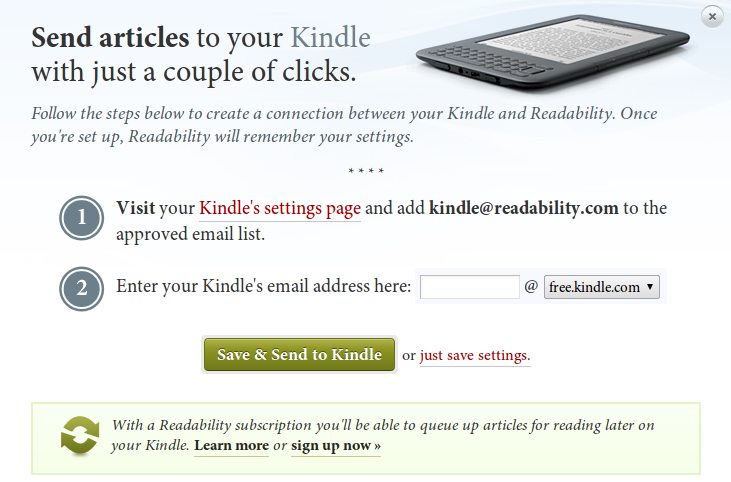 Send articles to your Kindle
with just a couple of clicks.
Follow the steps below to create a connection between your Kindle and Readability. Once
you're set up, Readability will remember your settings.
* * * *
1 Visit your Kindle's settings page and add kindle@readability.com to the
approved email list.
2 Enter your Kindle's email address here: @ free.kindle.com ▼
Save & Send to Kindle or just save settings.
With a Readability subscription you'll be able to queue up articles for reading later on
your Kindle. Learn more or sign up now »